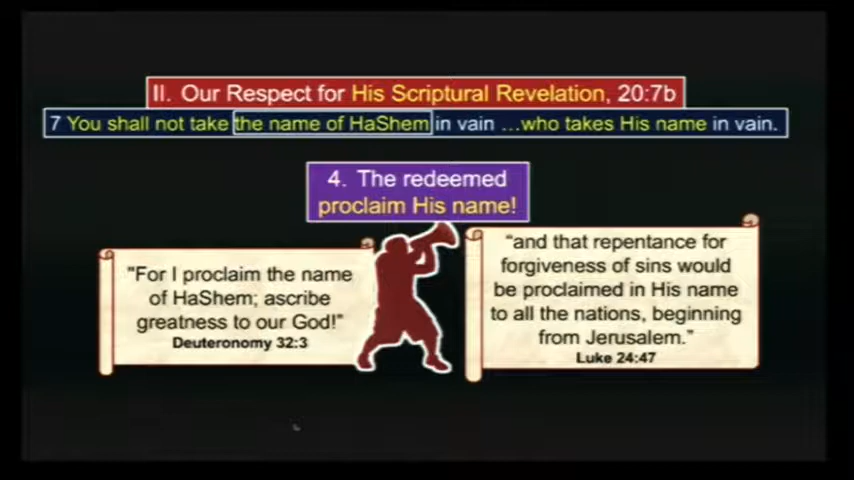 II. Our Respect for His Scriptural Revelation, 20:7b
7 You shall not take the name of HaShem in vain ...who takes His name in vain.
4. The redeemed
proclaim His name!
"For I proclaim the name
of HaShem; ascribe
greatness to our God!"
Deuteronomy 32:3
“and that repentance for
forgiveness of sins would
be proclaimed in His name
to all the nations, beginning
from Jerusalem.”
Luke 24:47